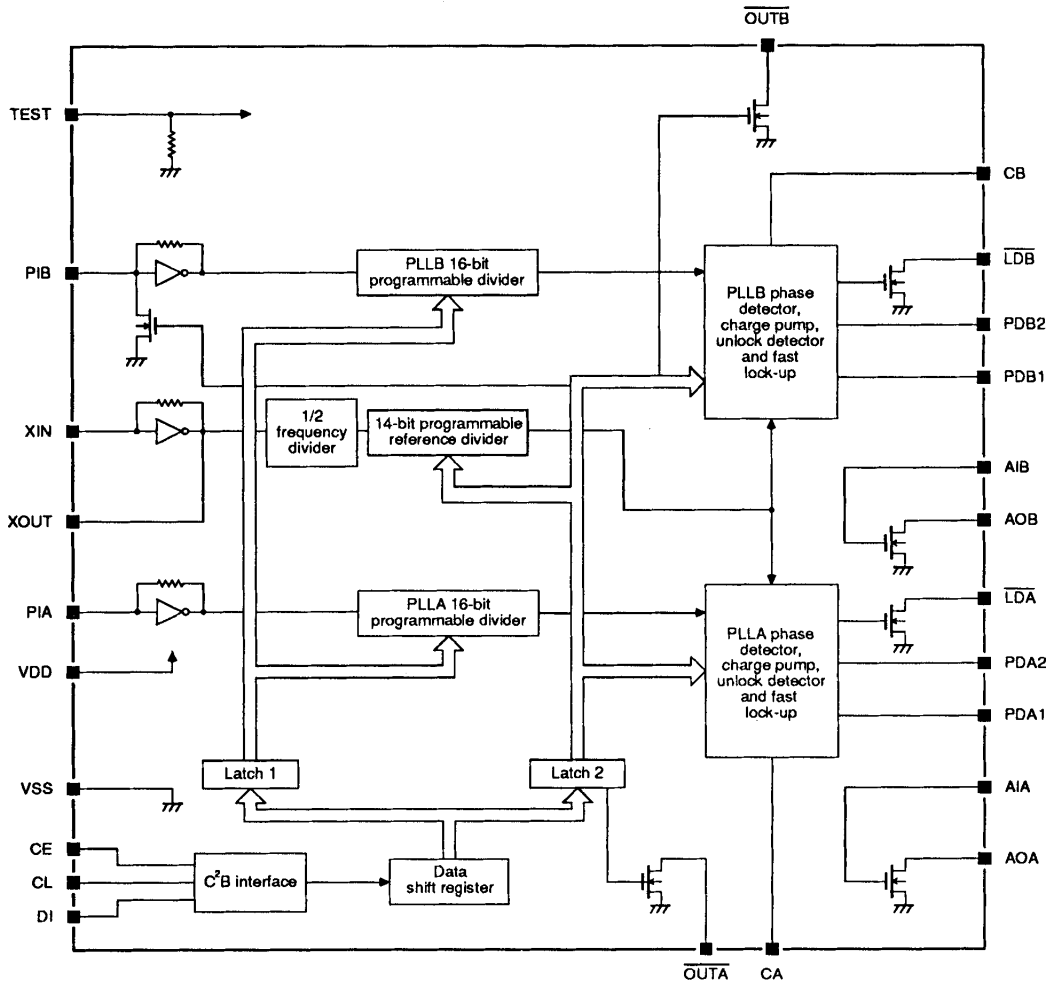 OUTB
TEST
CB
PIB
PLLB 16-bit
programmable divider
PLLB phase
detector,
charge pump,
unlock detector
and fast
lock-up
LDB
PDB2
PDB1
XIN
1/2
frequency
divider
14-bit programmable
reference divider
AIB
XOUT
AOB
PIA
PLLA 16-bit
programmable divider
PLLA phase
detector,
charge pump,
unlock detector
and fast
lock-up
LDA
VDD
PDA2
PDA1
Latch 1
Latch 2
VSS
AIA
CE
CL
DI
C²B interface
Data
shift register
AOA
OUTA
CA